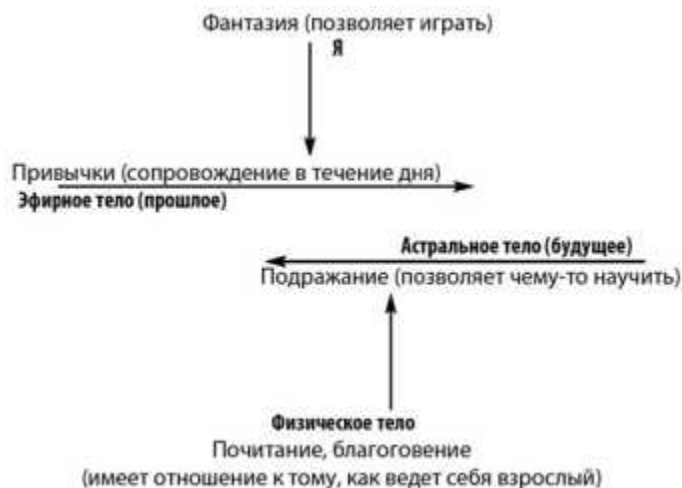 Фантазия (позволяет играть)
Я
Привычки (сопровождение в течение дня)
Эфирное тело (прошлое)
Астральное тело (будущее)
Подражание (позволяет чему-то научить)
Физическое тело
Почитание, благоговение
(имеет отношение к тому, как ведет себя взрослый)